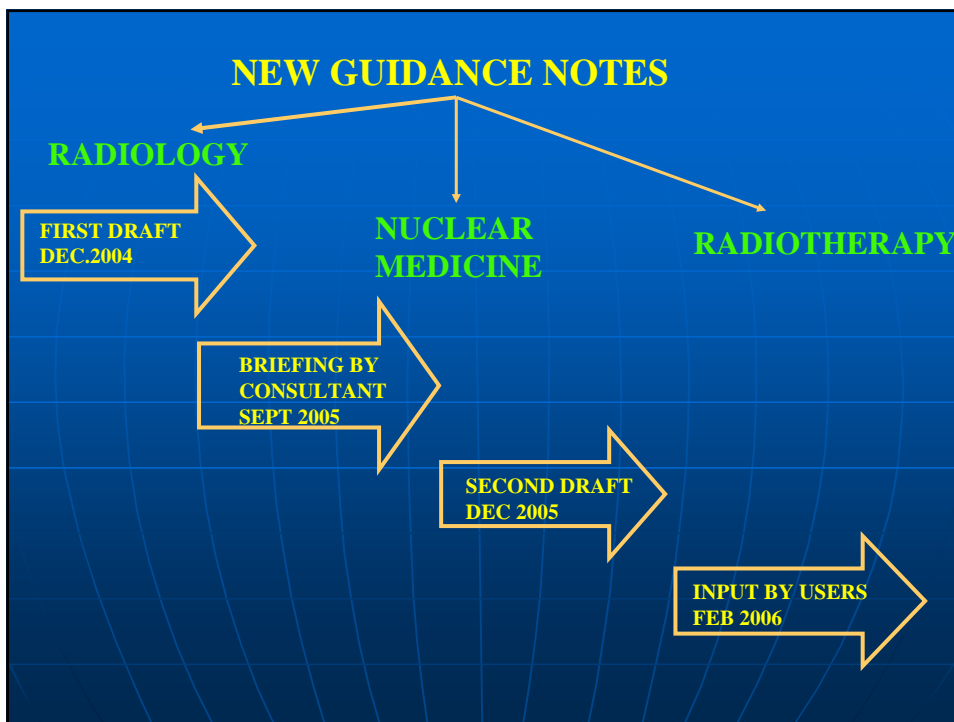 NEW GUIDANCE NOTES
RADIOLOGY
NUCLEAR
MEDICINE
RADIOTHERAPY
FIRST DRAFT
DEC.2004
BRIEFING BY
CONSULTANT
SEPT 2005
SECOND DRAFT
DEC 2005
INPUT BY USERS
FEB 2006